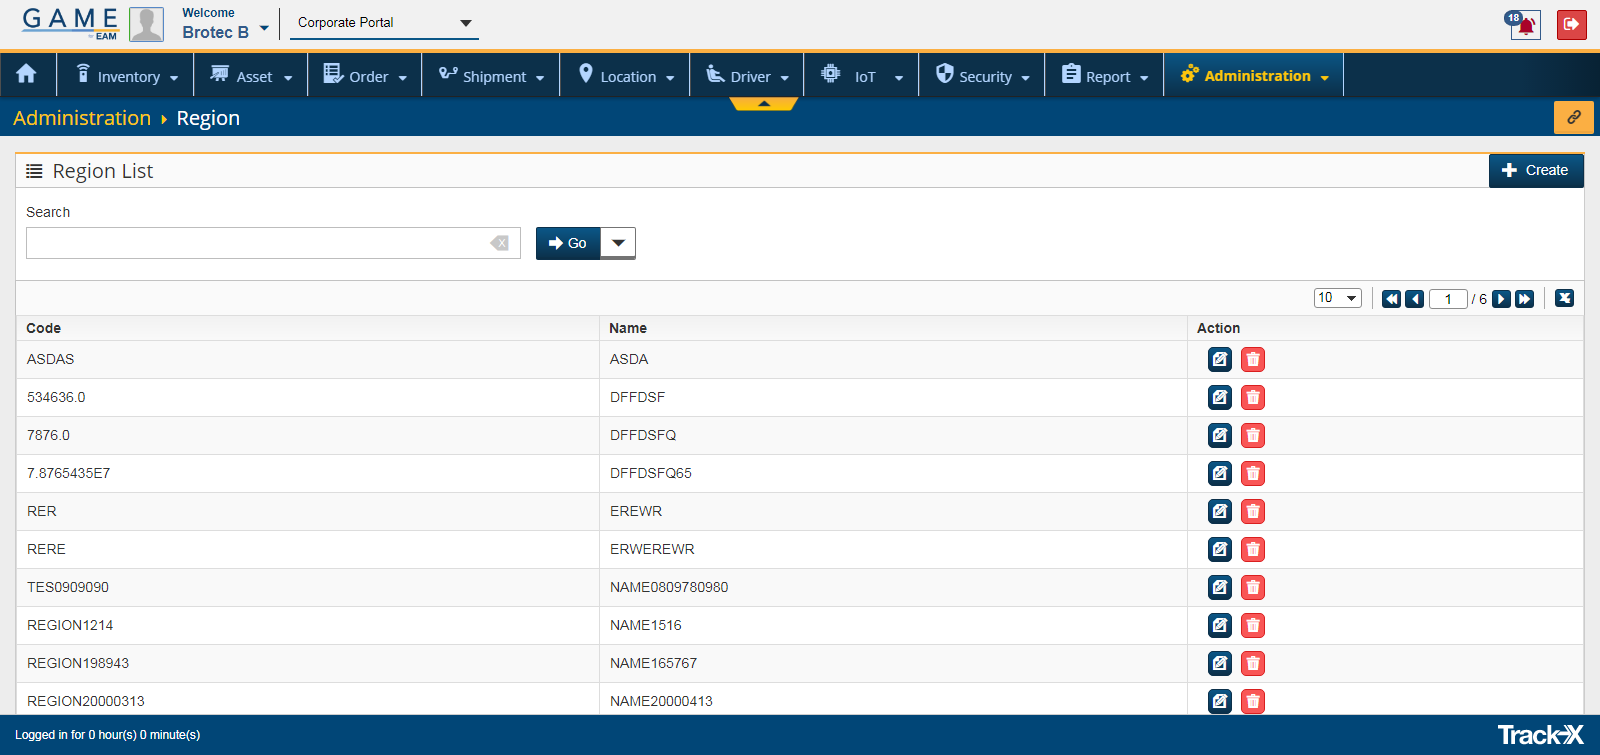 GAME
by EAM
Welcome
Brotec B
Corporate Portal
18
Inventory
Asset
Order
Shipment
Location
Driver
IoT
Security
Report
Administration
Administration
Region
Region List
Create
Search
X
Go
10
1
/ 6
Code
Name
Action
ASDAS
ASDA
534636.0
DFFDSF
7876.0
DFFDSFQ
7.8765435E7
DFFDSFQ65
RER
EREWR
RERE
ERWEREWR
TES0909090
NAME0809780980
REGION1214
NAME1516
REGION198943
NAME165767
REGION20000313
NAME20000413
Logged in for 0 hour(s) 0 minute(s)
Track-X